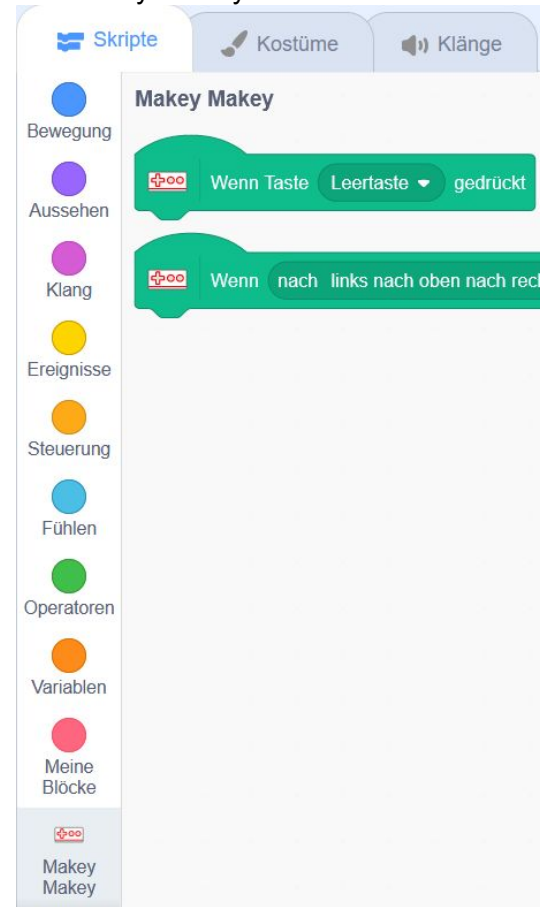 Skripte
Kostüme
Klänge
Makey Makey
Bewegung
Aussehen
Klang
Ereignisse
Steuerung
Fühlen
Operatoren
Variablen
Meine
Blöcke
Makey
Makey
Wenn Taste Leertaste gedrückt
Wenn nach links nach oben nach